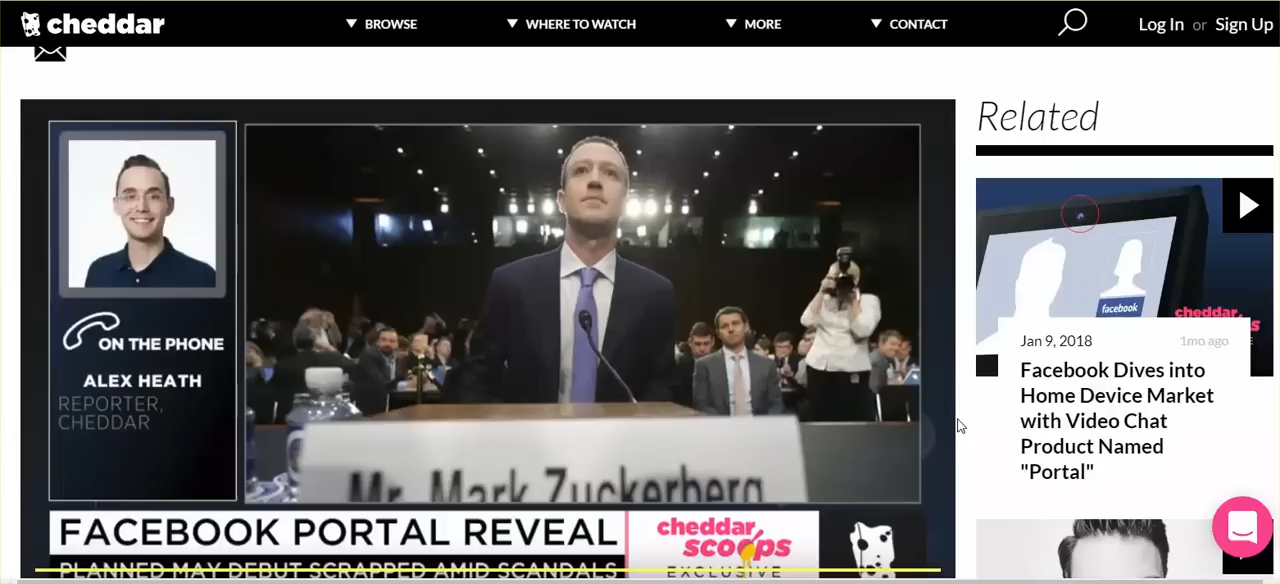 cheddar
BROWSE
WHERE TO WATCH
MORE
CONTACT
Log In or Sign Up
ON THE PHONE
ALEX HEATH
REPORTER,
CHEDDAR
Mr. Mark Zuckerberg
FACEBOOK PORTAL REVEAL
cheddar
scoops
EXCLUSIVE
PLANNED MAY DEBUT SCRAPPED AMID SCANDALS
Related
facebook
cheddar
Jan 9, 2018
1mo ago
Facebook Dives into
Home Device Market
with Video Chat
Product Named
"Portal"